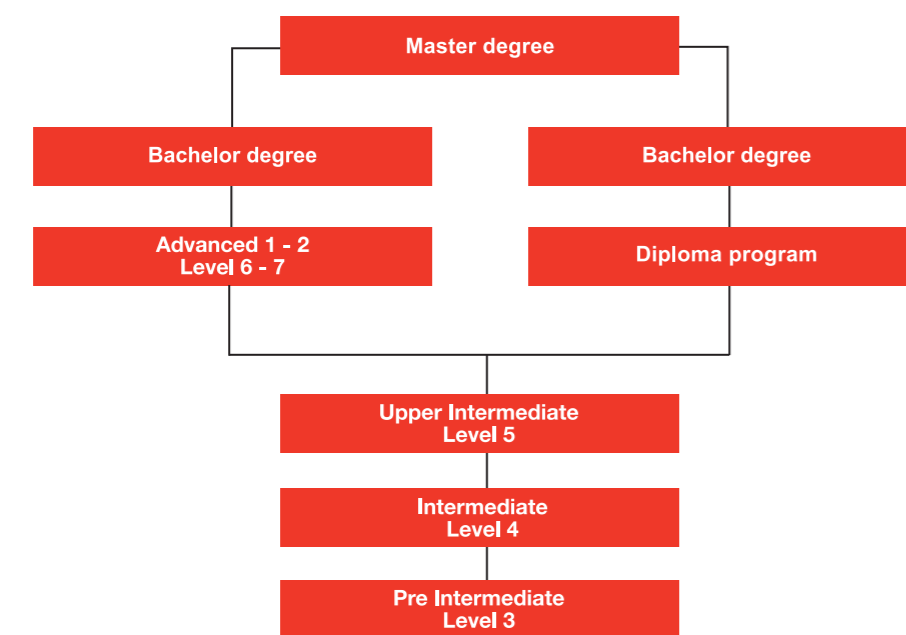 Master degree
Bachelor degree
Bachelor degree
Advanced 1 - 2
Level 6 - 7
Diploma program
Upper Intermediate
Level 5
Intermediate
Level 4
Pre Intermediate
Level 3